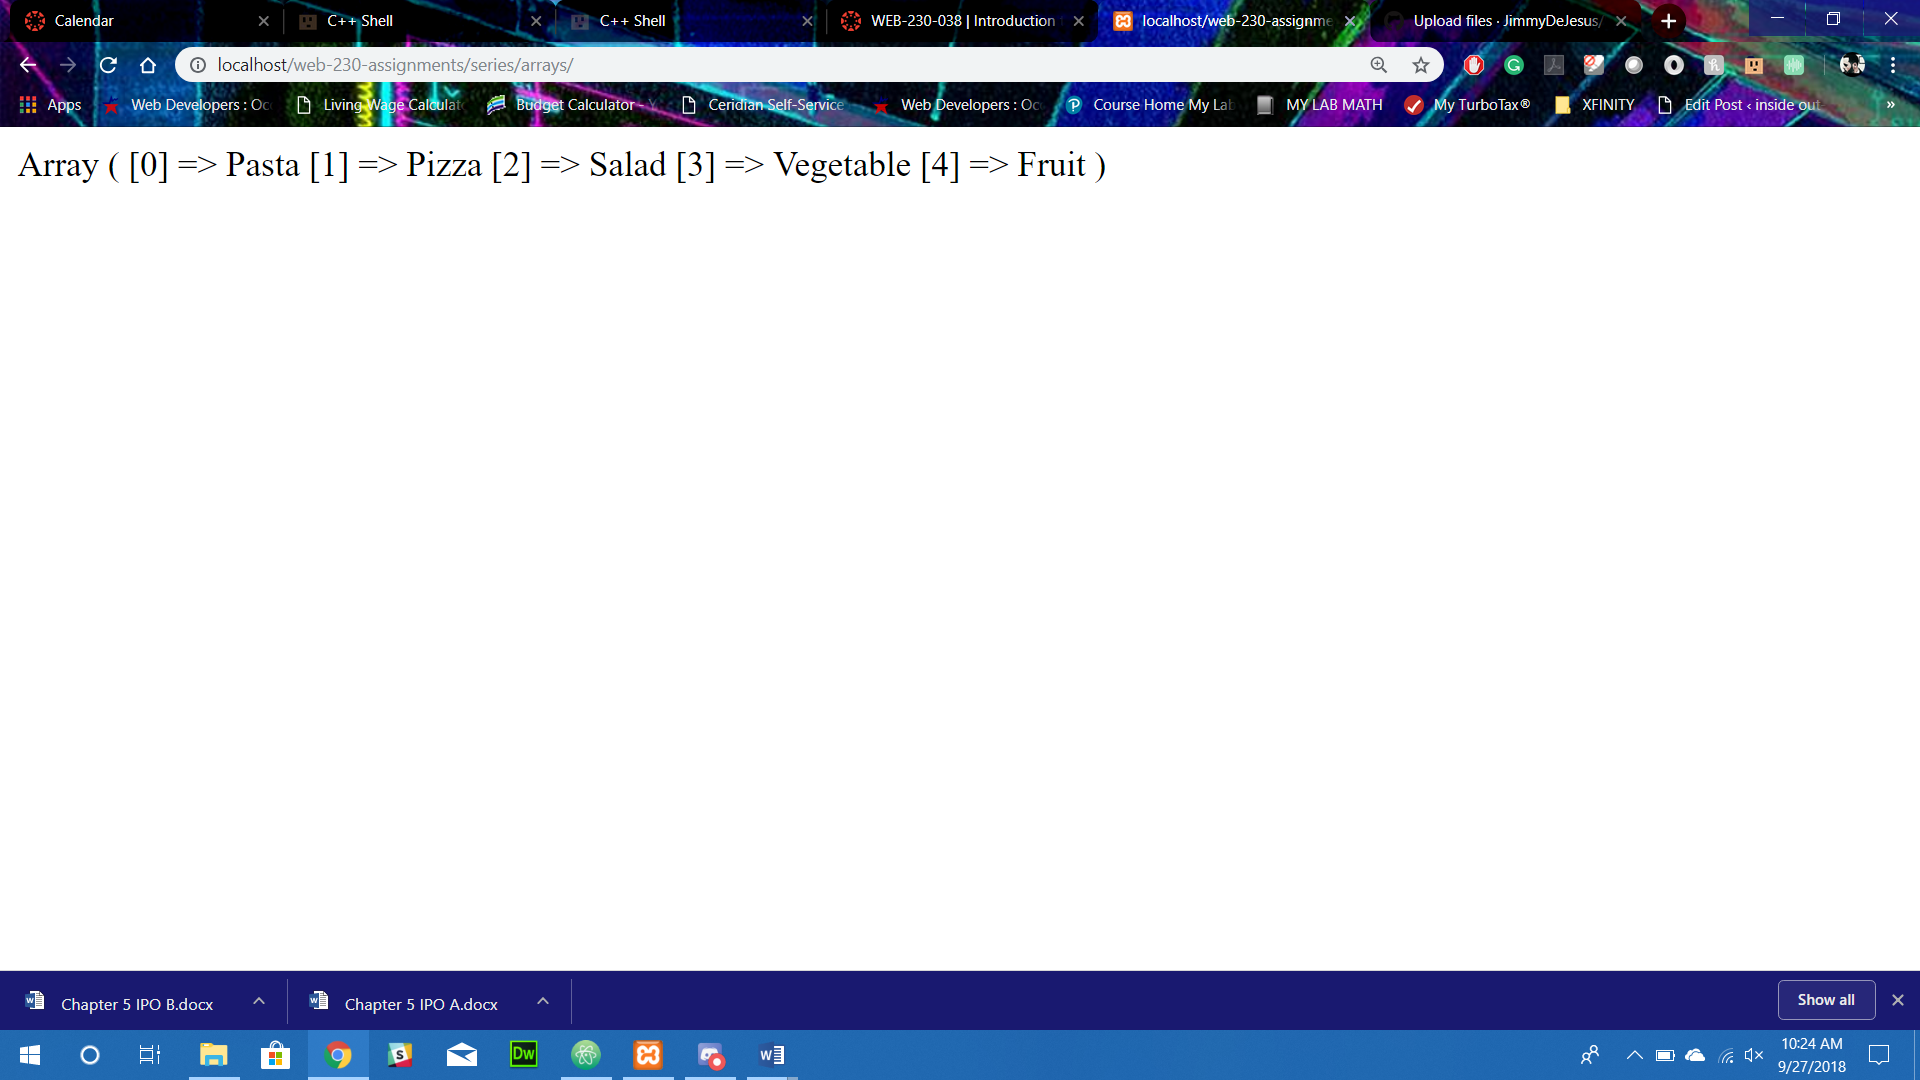 Calendar
C++ Shell
C++ Shell
WEB-230-038 | Introduction
localhost/web-230-assignme
Upload files · JimmyDeJesus/
localhost/web-230-assignments/series/arrays/
Apps
Web Developers : Oc
Living Wage Calculat
Budget Calculator - Y
Ceridian Self-Service
Web Developers : Oc
Course Home My Lab
MY LAB MATH
My TurboTax®
XFINITY
Edit Post ‹ inside out
»
Array ( [0] => Pasta [1] => Pizza [2] => Salad [3] => Vegetable [4] => Fruit )
Chapter 5 IPO B.docx
Chapter 5 IPO A.docx
Show all
Dw
10:24 AM
9/27/2018